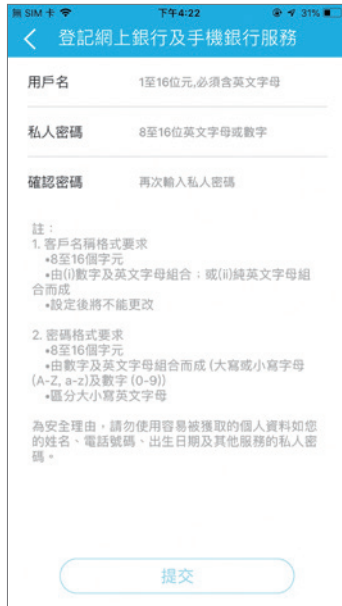 無 SIM 卡 下午4:22 31%
登記網上銀行及手機銀行服務
用戶名 1至16位元,必須含英文字母
私人密碼 8至16位英文字母或數字
確認密碼 再次輸入私人密碼
註：
1. 客戶名稱格式要求
•8至16個字元
•由(i)數字及英文字母組合；或(ii)純英文字母組
合而成
•設定後將不能更改
2. 密碼格式要求
•8至16個字元
•由數字及英文字母組合而成 (大寫或小寫字母
(A-Z, a-z)及數字 (0-9))
•區分大小寫英文字母
為安全理由，請勿使用容易被獲取的個人資料如您
的姓名、電話號碼、出生日期及其他服務的私人密
碼。
提交